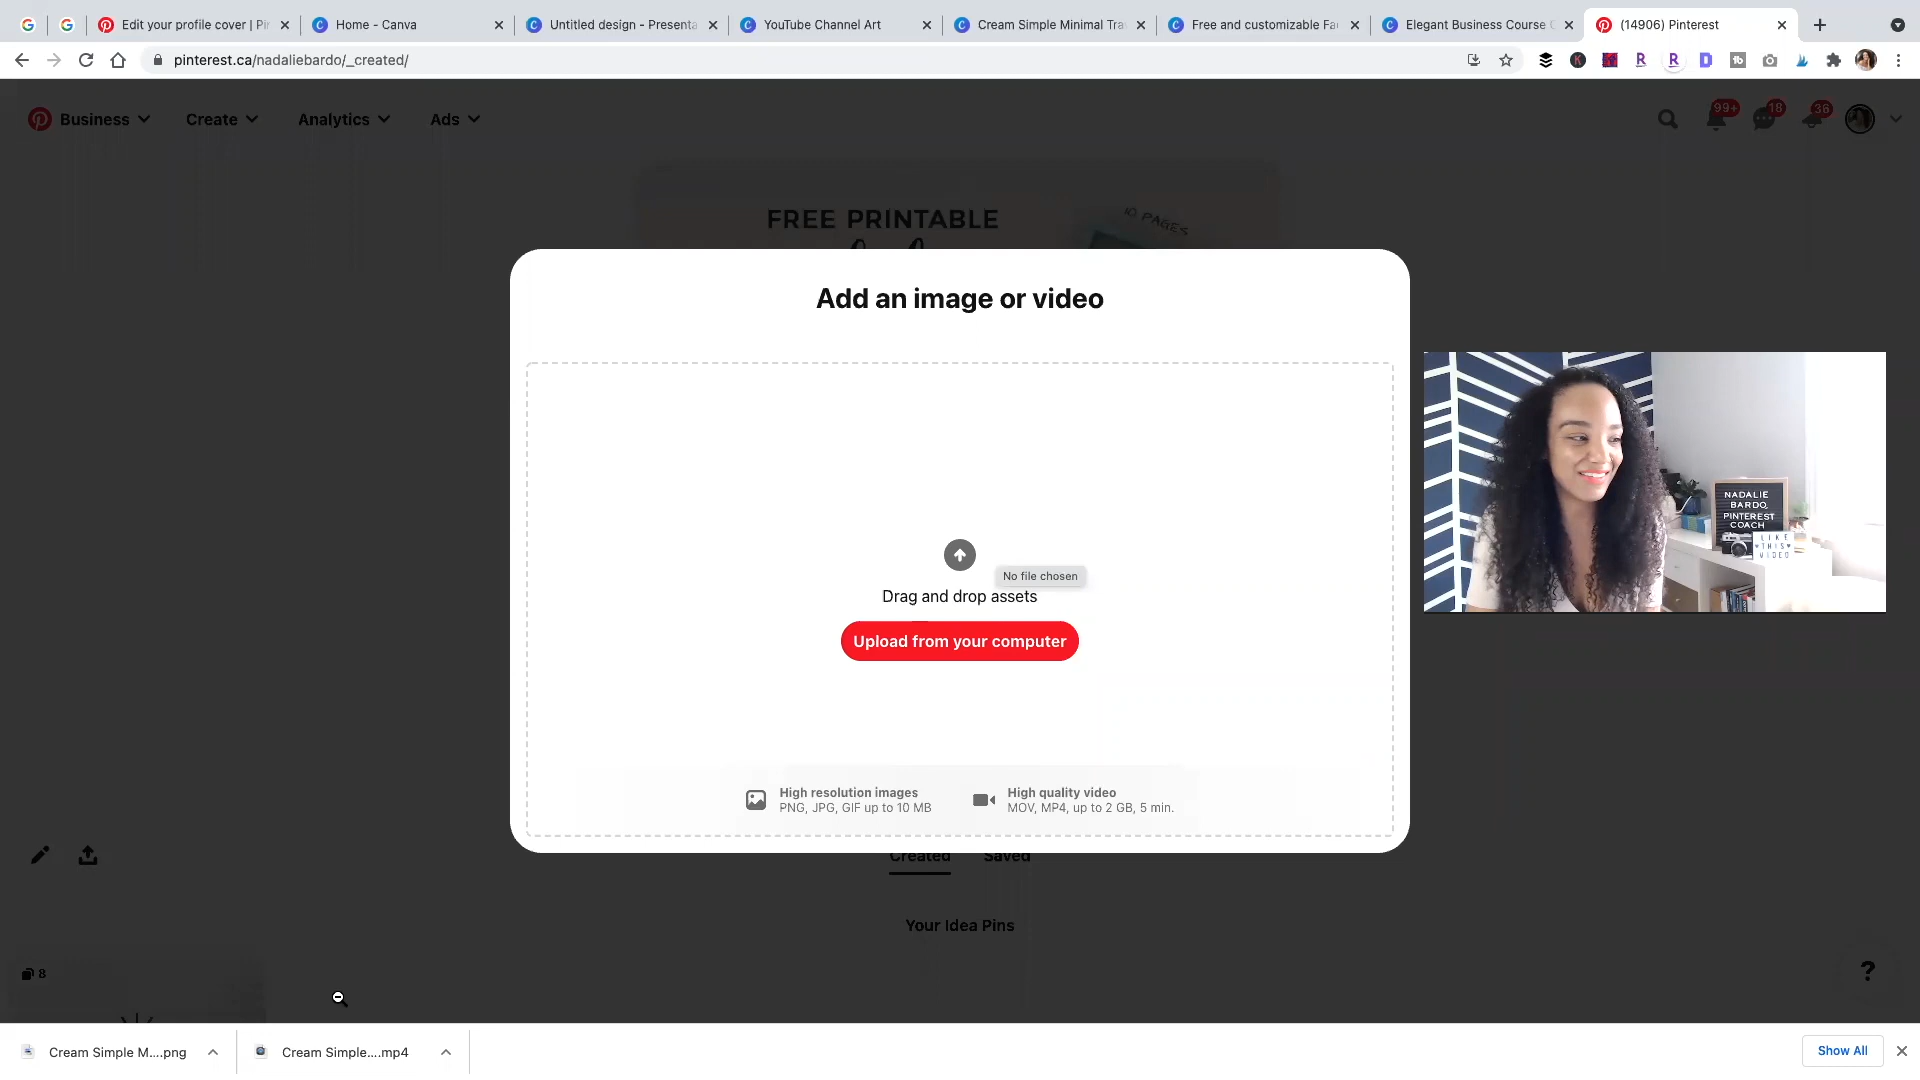 Edit your profile cover | Pi
Home - Canva
Untitled design - Presenta
YouTube Channel Art
Cream Simple Minimal Tra
Free and customizable Fa
Elegant Business Course
(14906) Pinterest
pinterest.ca/nadaliebardo/_created/
Business
Create
Analytics
Ads
99+
18
36
FREE PRINTABLE
10 PAGES
Add an image or video
No file chosen
Drag and drop assets
Upload from your computer
High resolution images
PNG, JPG, GIF up to 10 MB
High quality video
MOV, MP4, up to 2 GB, 5 min.
NADALIE
BARDO
PINTEREST
COACH
LIKE
THIS
VIDEO
Created
Saved
Your Idea Pins
8
?
Cream Simple M....png
Cream Simple....mp4
Show All